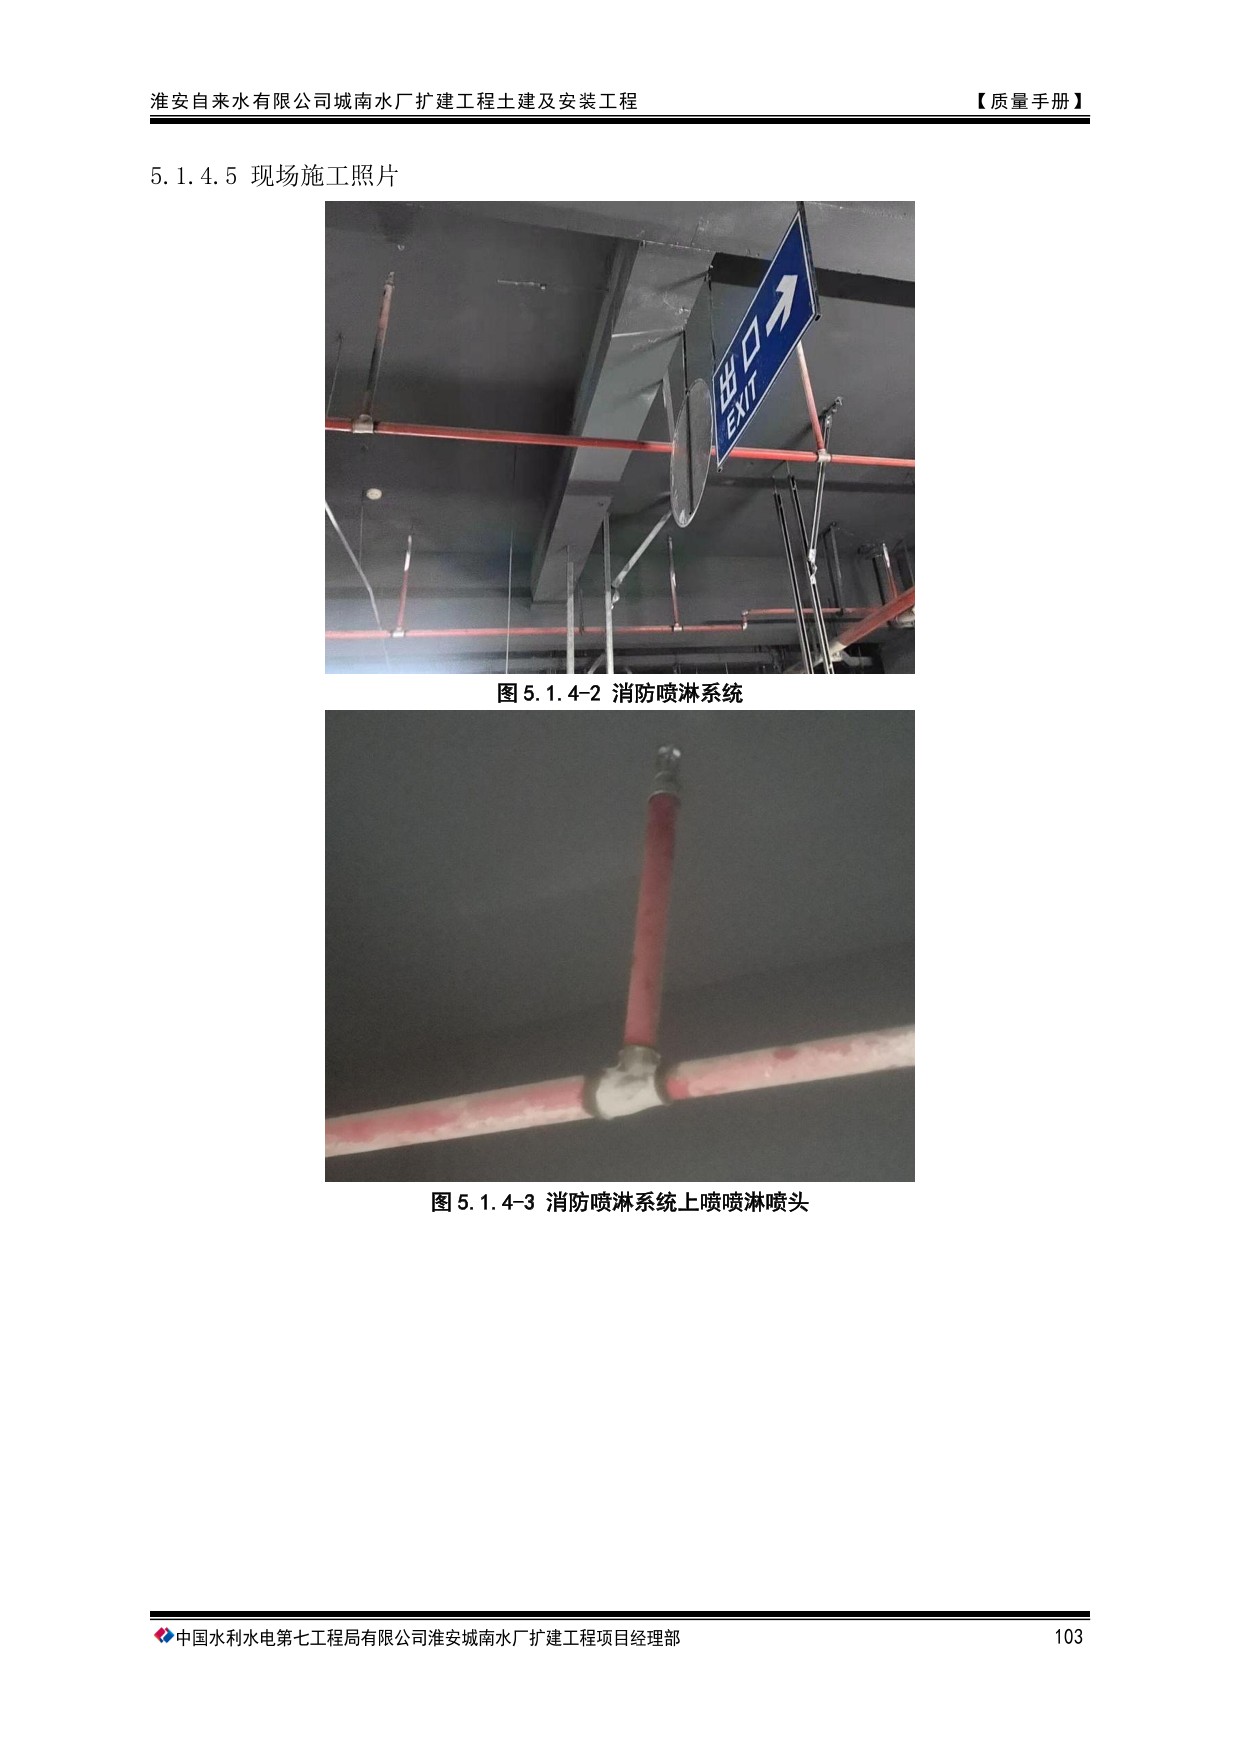 淮安自来水有限公司城南水厂扩建工程土建及安装工程 【质量手册】
5.1.4.5 现场施工照片
出口
EXIT
图5.1.4-2 消防喷淋系统
图5.1.4-3 消防喷淋系统上喷喷淋喷头
中国水利水电第七工程局有限公司淮安城南水厂扩建工程项目经理部 103